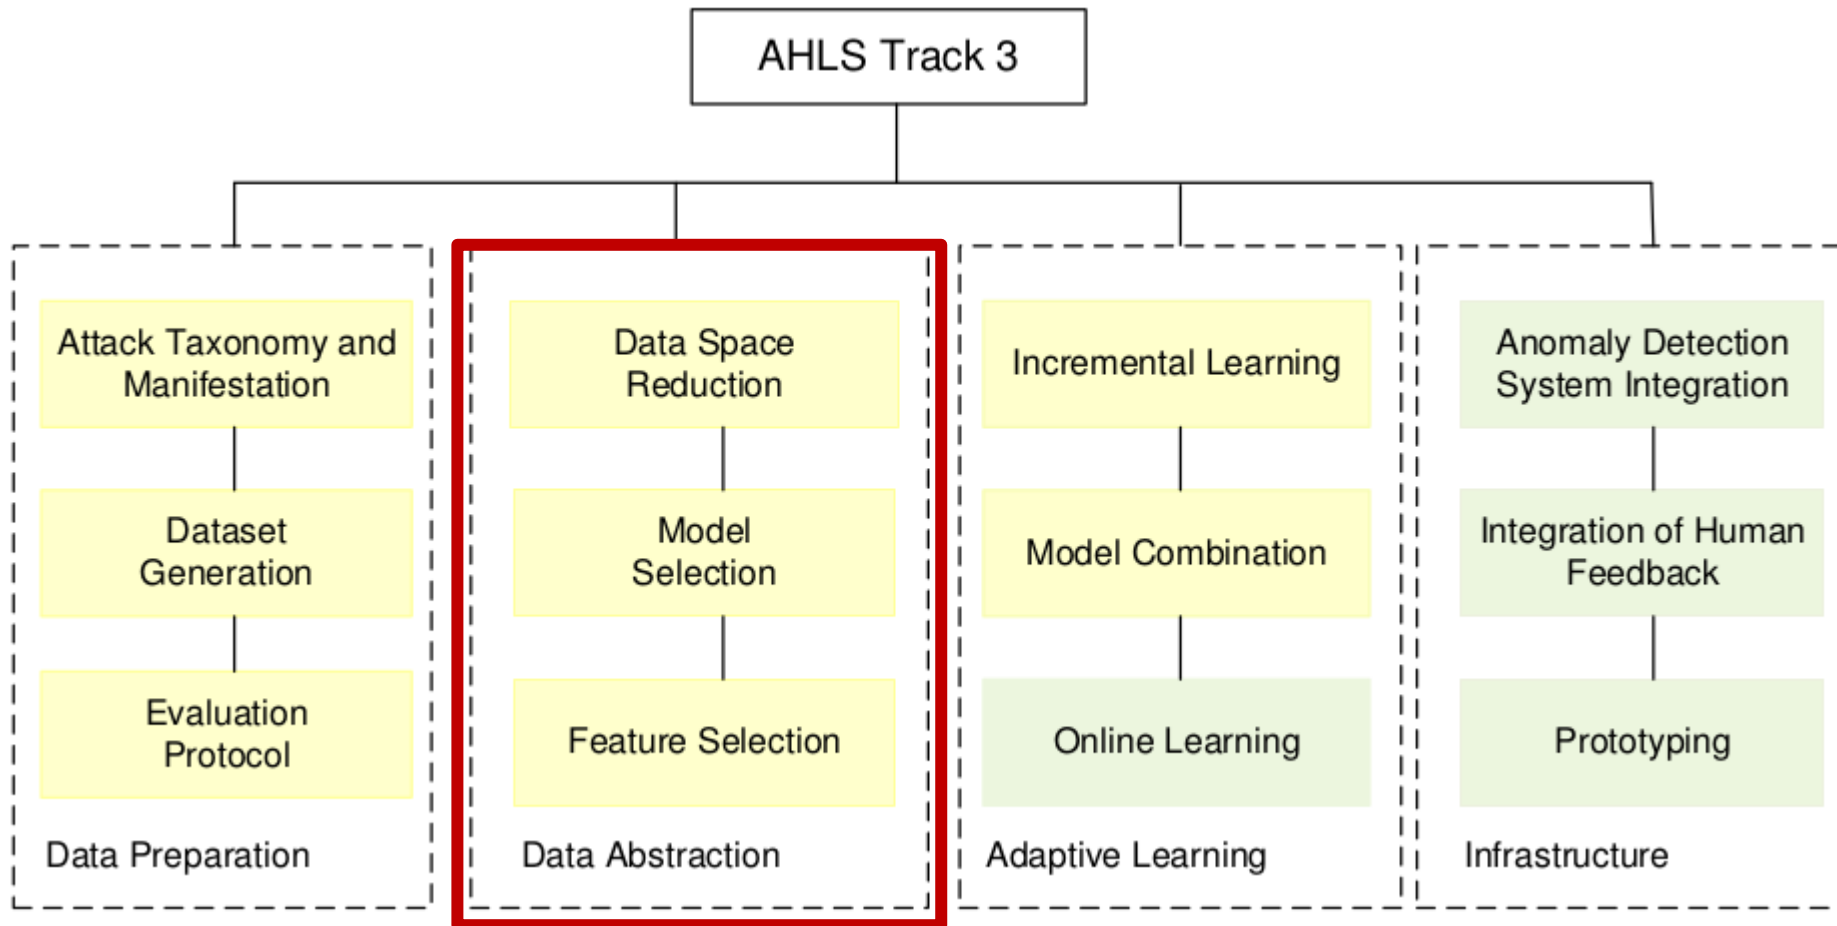 AHLS Track 3
Attack Taxonomy and
Manifestation
Dataset
Generation
Evaluation
Protocol
Data Preparation
Data Space
Reduction
Model
Selection
Feature Selection
Data Abstraction
Incremental Learning
Model Combination
Online Learning
Adaptive Learning
Anomaly Detection
System Integration
Integration of Human
Feedback
Prototyping
Infrastructure